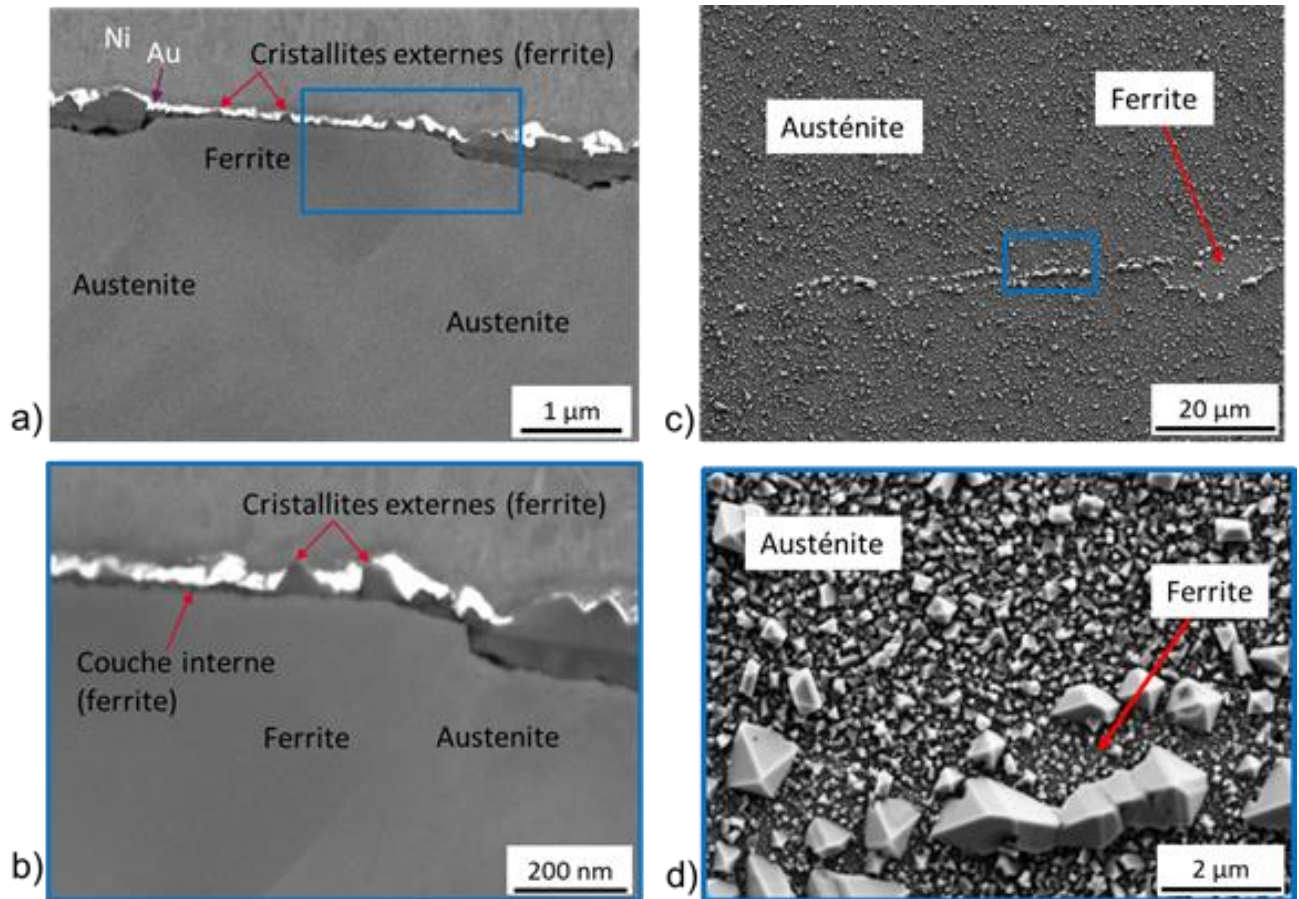 Ni
Au
Cristallites externes (ferrite)
Ferrite
Austenite
Austenite
1 µm
a)
Austénite
Ferrite
20 µm
c)
Cristallites externes (ferrite)
Couche interne
(ferrite)
Ferrite
Austenite
200 nm
b)
Austénite
Ferrite
2 µm
d)